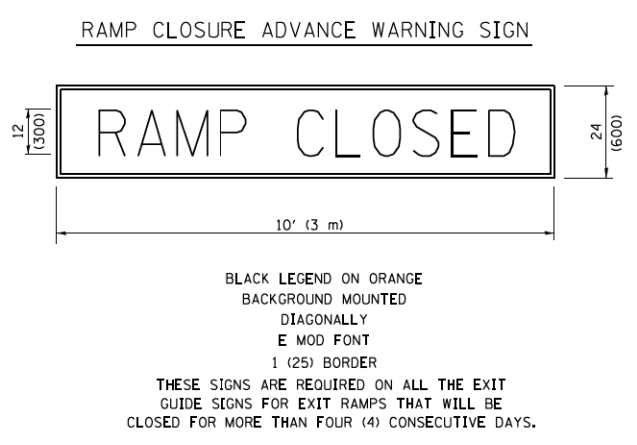 RAMP CLOSURE ADVANCE WARNING SIGN
RAMP CLOSED
12
(300)
24
(600)
10' (3 m)
BLACK LEGEND ON ORANGE
BACKGROUND MOUNTED
DIAGONALLY
E MOD FONT
1 (25) BORDER
THESE SIGNS ARE REQUIRED ON ALL THE EXIT
GUIDE SIGNS FOR EXIT RAMPS THAT WILL BE
CLOSED FOR MORE THAN FOUR (4) CONSECUTIVE DAYS.